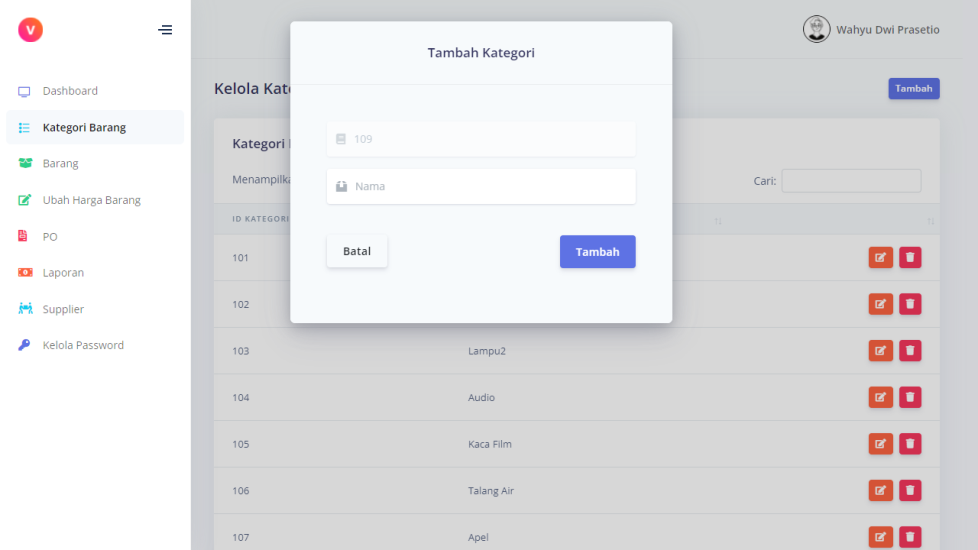 V
Wahyu Dwi Prasetio
Tambah Kategori
Dashboard
Kelola Kat
Tambah
Kategori Barang
109
Kategori
Barang
Menampilka
Cari:
Nama
Ubah Harga Barang
ID KATEGORI
PO
Batal
Tambah
101
Laporan
102
Supplier
Kelola Password
103
Lampu2
104
Audio
105
Kaca Film
106
Talang Air
107
Apel